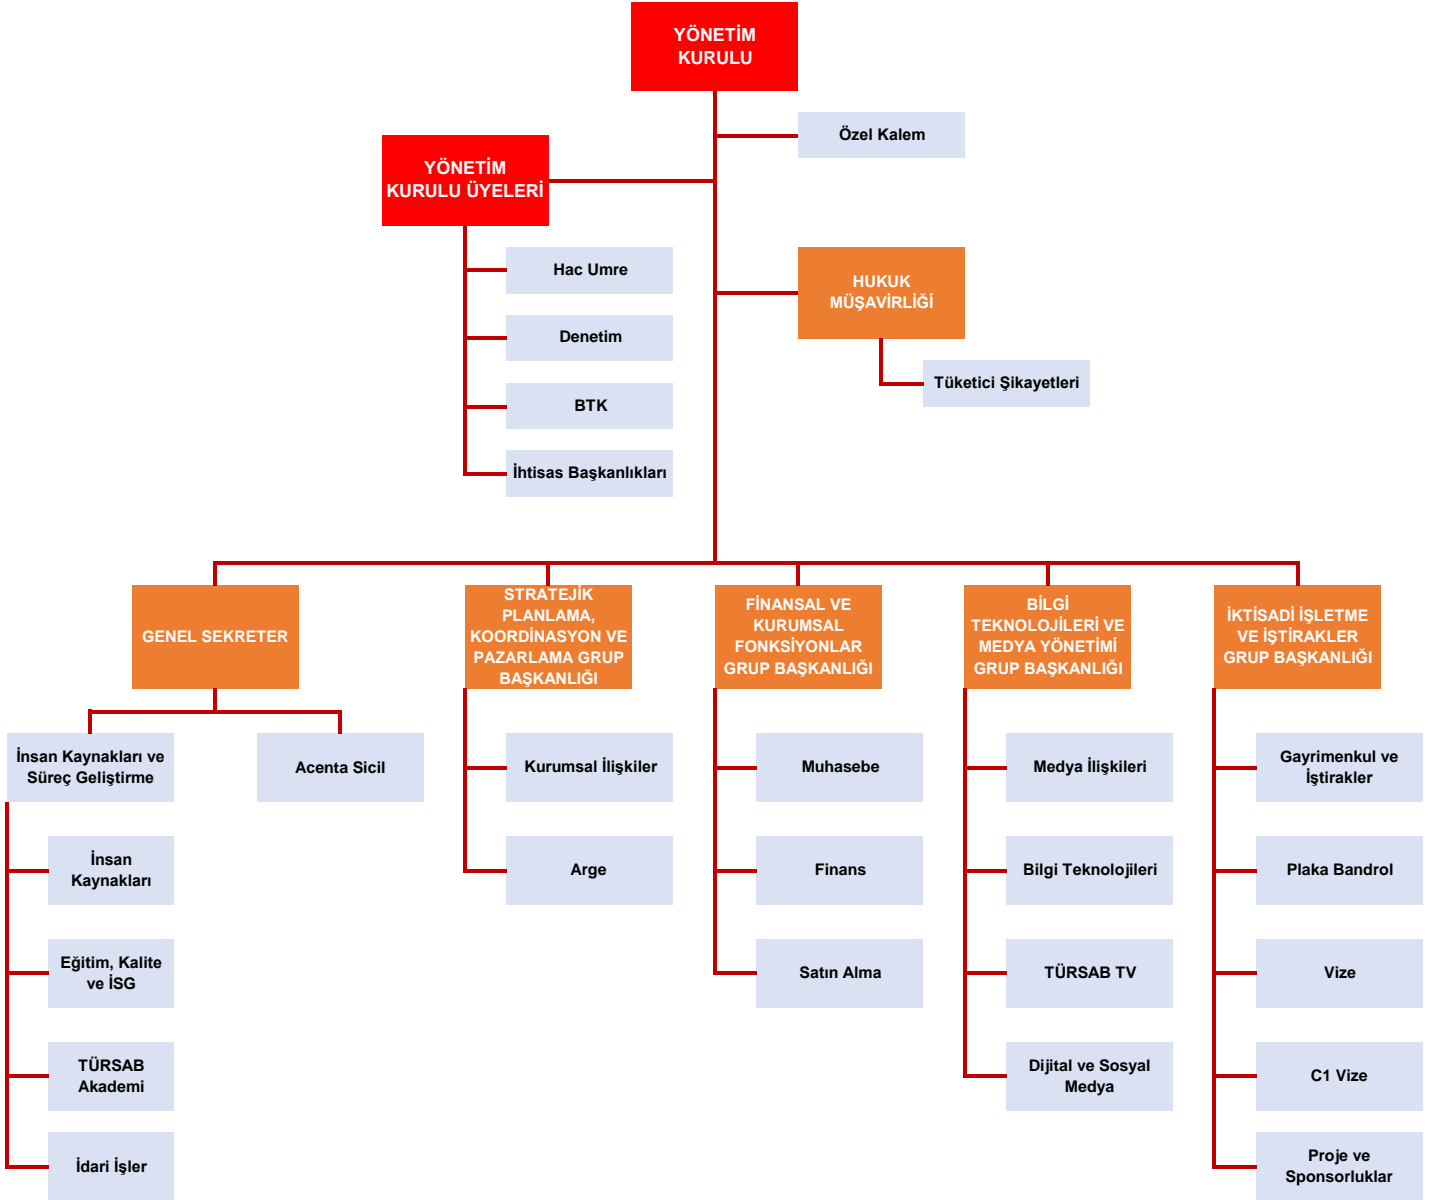 YÖNETİM
KURULU
Özel Kalem
YÖNETİM
KURULU ÜYELERİ
Hac Umre
Denetim
BTK
İhtisas Başkanlıkları
HUKUK
MÜŞAVİRLİĞİ
Tüketici Şikayetleri
GENEL SEKRETER
İnsan Kaynakları ve
Süreç Geliştirme
İnsan
Kaynakları
Eğitim, Kalite
ve İSG
TÜRSAB
Akademi
İdari İşler
Acenta Sicil
STRATEJİK
PLANLAMA,
KOORDİNASYON VE
PAZARLAMA GRUP
BAŞKANLIĞI
Kurumsal İlişkiler
Arge
FİNANSAL VE
KURUMSAL
FONKSİYONLAR
GRUP BAŞKANLIĞI
Muhasebe
Finans
Satın Alma
BİLGİ
TEKNOLOJİLERİ VE
MEDYA YÖNETİMİ
GRUP BAŞKANLIĞI
Medya İlişkileri
Bilgi Teknolojileri
TÜRSAB TV
Dijital ve Sosyal
Medya
İKTİSADİ İŞLETME
VE İŞTİRAKLER
GRUP BAŞKANLIĞI
Gayrimenkul ve
İştirakler
Plaka Bandrol
Vize
C1 Vize
Proje ve
Sponsorluklar